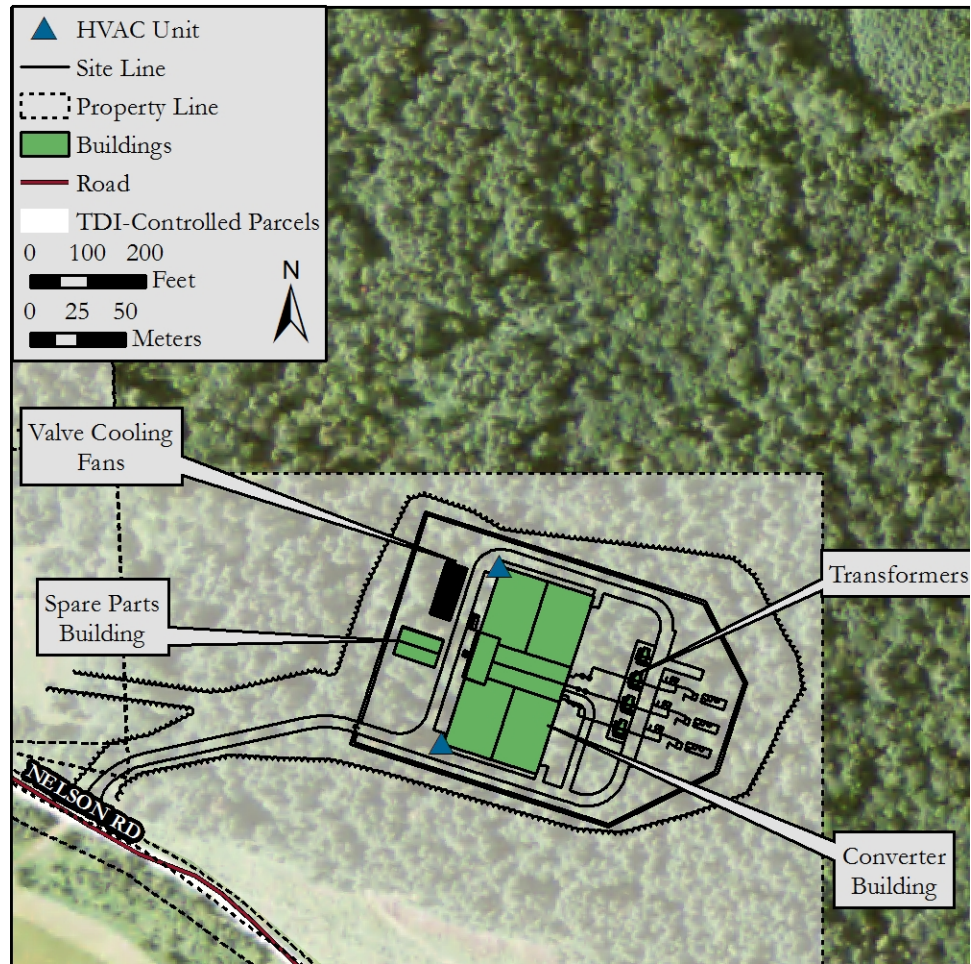 HVAC Unit
Site Line
Property Line
Buildings
Road
TDI-Controlled Parcels
0 100 200
Feet
0 25 50
Meters
N
Valve Cooling
Fans
Spare Parts
Building
Transformers
NELSON RD
Converter
Building